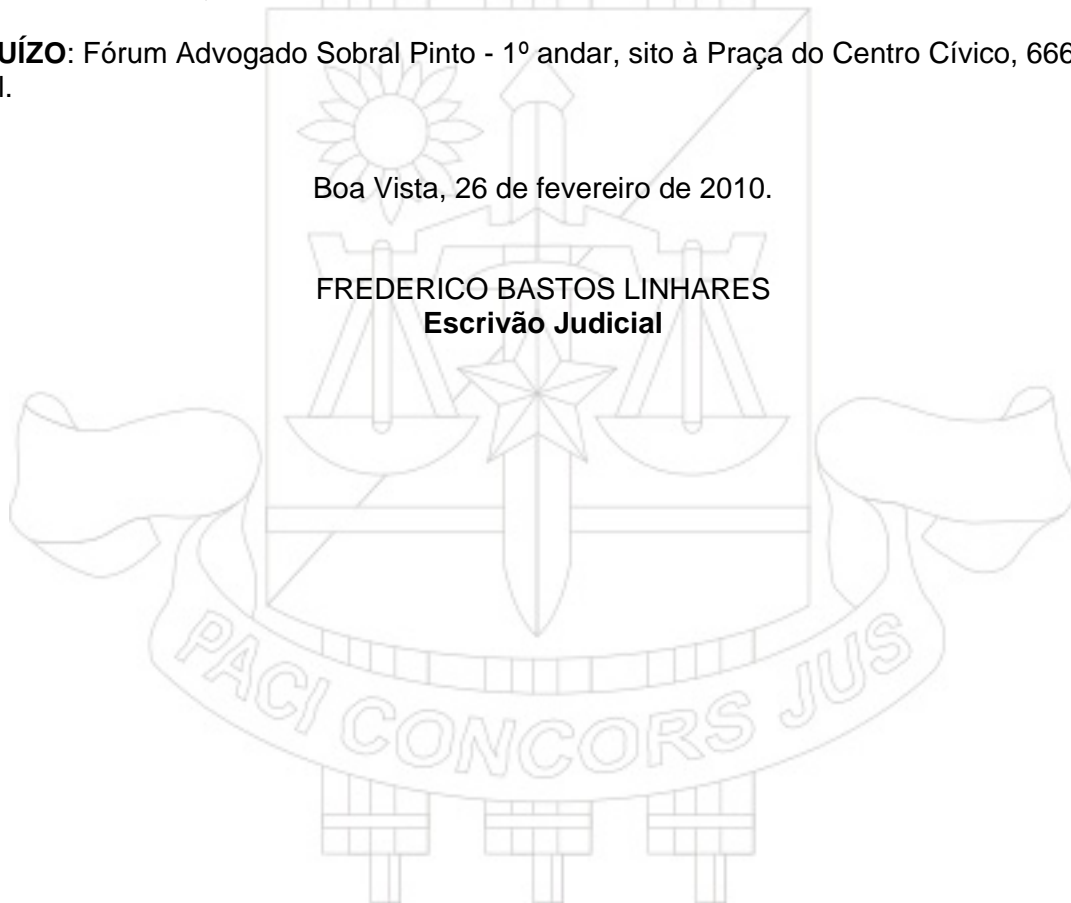 UÍZO: Fórum Advogado Sobral Pinto - 1º andar, sito à Praça do Centro Cívico, 666
Boa Vista, 26 de fevereiro de 2010.
FREDERICO BASTOS LINHARES
Escrivão Judicial
PACI CONCORS JUS